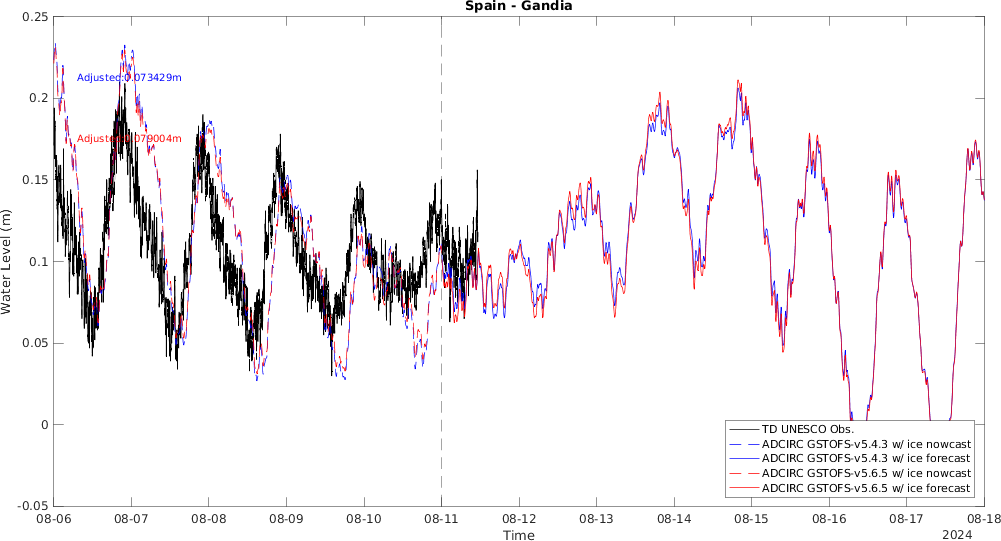 Spain - Gandia
0.25
0.2
0.15
0.1
0.05
0
-0.05
Water Level (m)
Adjusted:0.073429m
Adjusted:0.079004m
TD UNESCO Obs.
ADCIRC GSTOFS-v5.4.3 w/ ice nowcast
ADCIRC GSTOFS-v5.4.3 w/ ice forecast
ADCIRC GSTOFS-v5.6.5 w/ ice nowcast
ADCIRC GSTOFS-v5.6.5 w/ ice forecast
08-06 08-07 08-08 08-09 08-10 08-11 08-12 08-13 08-14 08-15 08-16 08-17 08-18
Time
2024